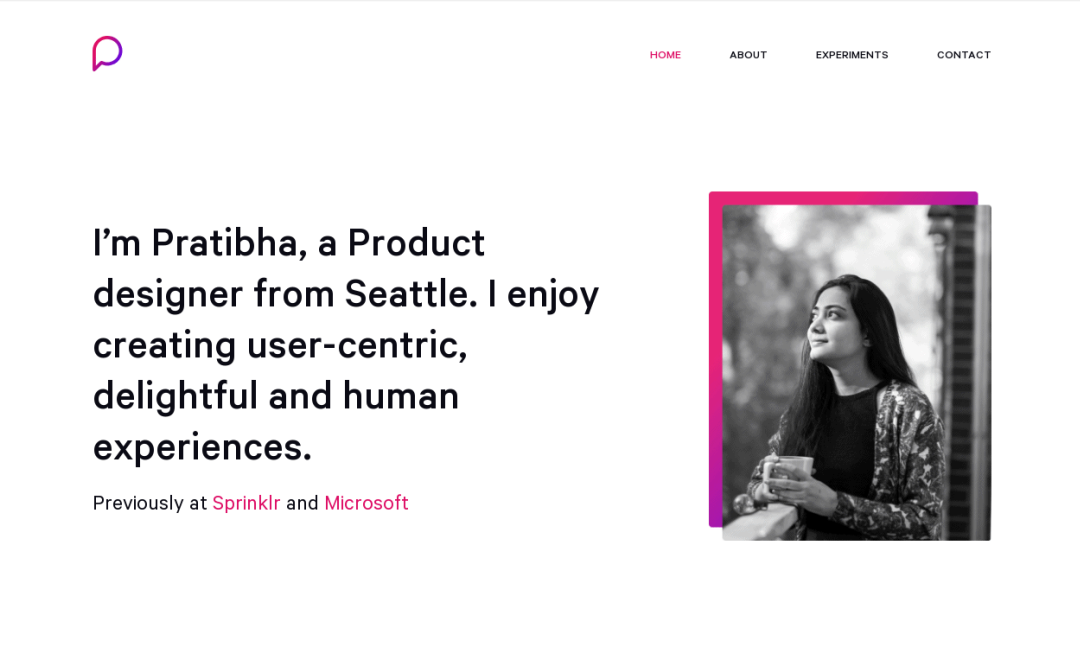 HOME ABOUT EXPERIMENTS CONTACT
I’m Pratibha, a Product
designer from Seattle. I enjoy
creating user-centric,
delightful and human
experiences.
Previously at Sprinklr and Microsoft